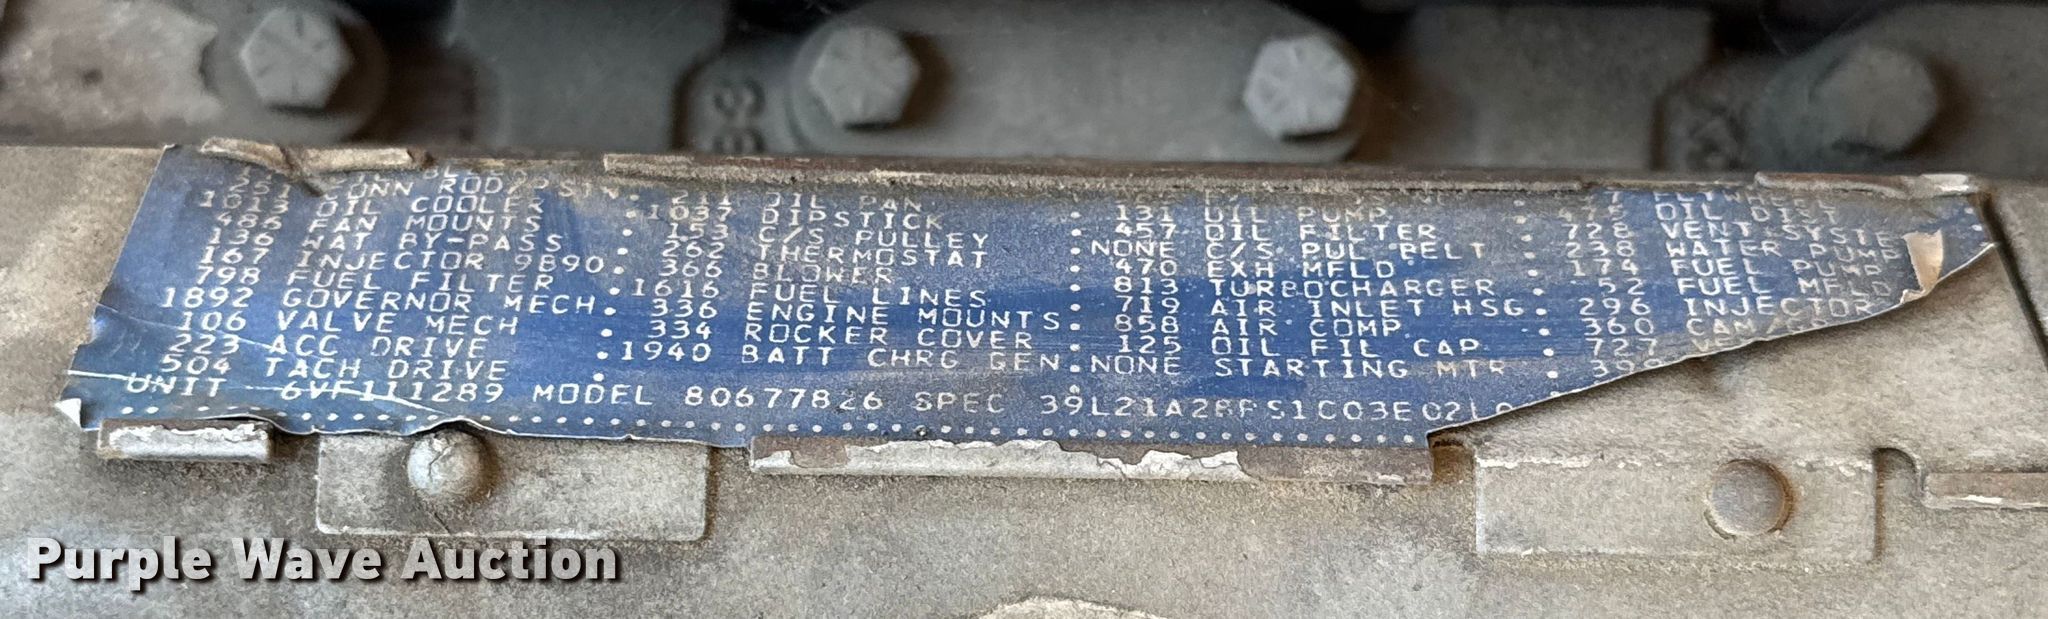 CONN ROD/PSTN. 211 OIL PAN
1013 OIL COOLER . 1037 DIPSTICK . 131 OIL PUMP . 475 OIL DIST
486 FAN MOUNTS . 153 C/S PULLEY . 457 OIL FILTER . 728 VENT SYSTE
136 WAT BY-PASS . 262 THERMOSTAT . NONE C/S PUL BELT . 238 WATER PUMP
167 INJECTOR 9B90. 366 BLOWER . 470 EXH MFLD . 174 FUEL PUMP
798 FUEL FILTER .1616 FUEL LINES . 813 TURBOCHARGER . 52 FUEL MFLD
1892 GOVERNOR MECH. 336 ENGINE MOUNTS. 719 AIR INLET HSG. 296 INJECTOR
106 VALVE MECH . 334 ROCKER COVER . 858 AIR COMP. . 360
223 ACC DRIVE .1940 BATT CHRG GEN. 125 OIL FIL CAP . 727
504 TACH DRIVE . NONE STARTING MTR .
UNIT 6VF111289 MODEL 80677826 SPEC
Purple Wave Auction